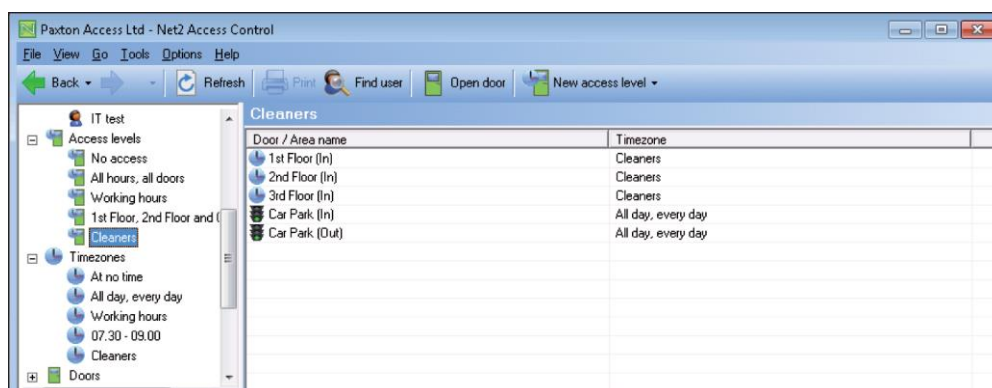 Paxton Access Ltd - Net2 Access Control
File View Go Tools Options Help
Back Refresh Print Find user Open door New access level
IT test
Access levels
No access
All hours, all doors
Working hours
1st Floor, 2nd Floor and
Cleaners
Timezones
At no time
All day, every day
Working hours
07.30 - 09.00
Cleaners
Doors
Cleaners
Door / Area name Timezone
1st Floor (In) Cleaners
2nd Floor (In) Cleaners
3rd Floor (In) Cleaners
Car Park (In) All day, every day
Car Park (Out) All day, every day